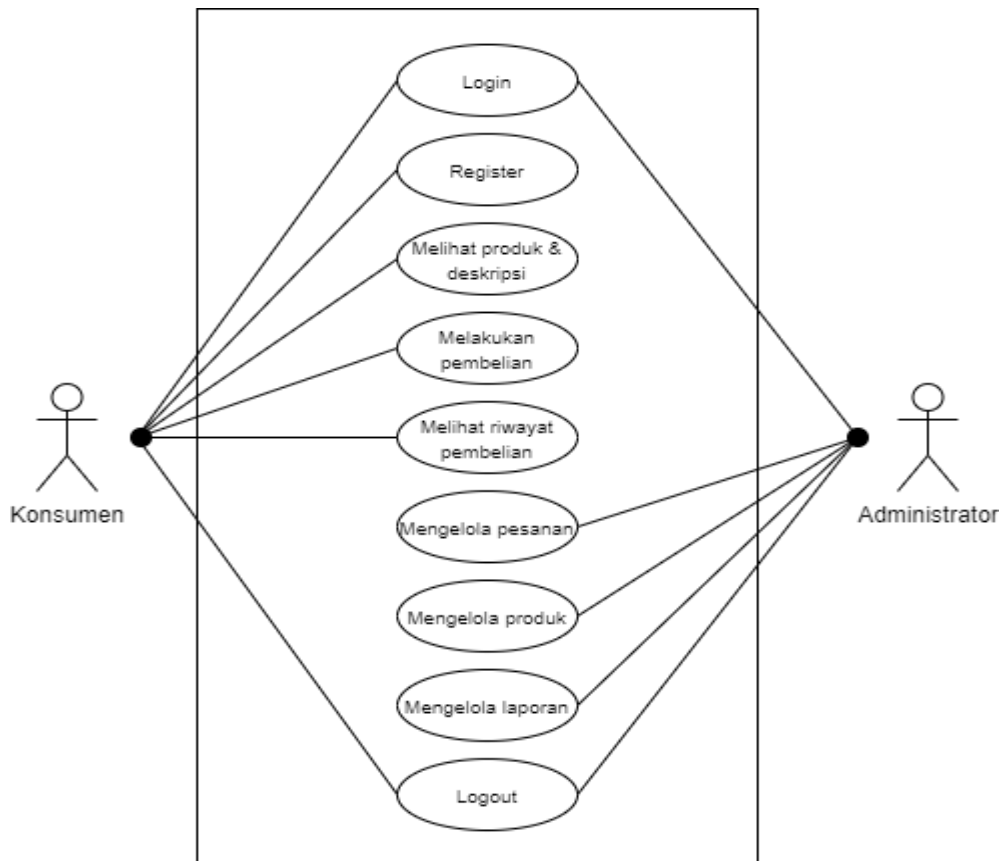 Login
Register
Melihat produk &
deskripsi
Melakukan
pembelian
Melihat riwayat
pembelian
Konsumen
Administrator
Mengelola pesanan
Mengelola produk
Mengelola laporan
Logout